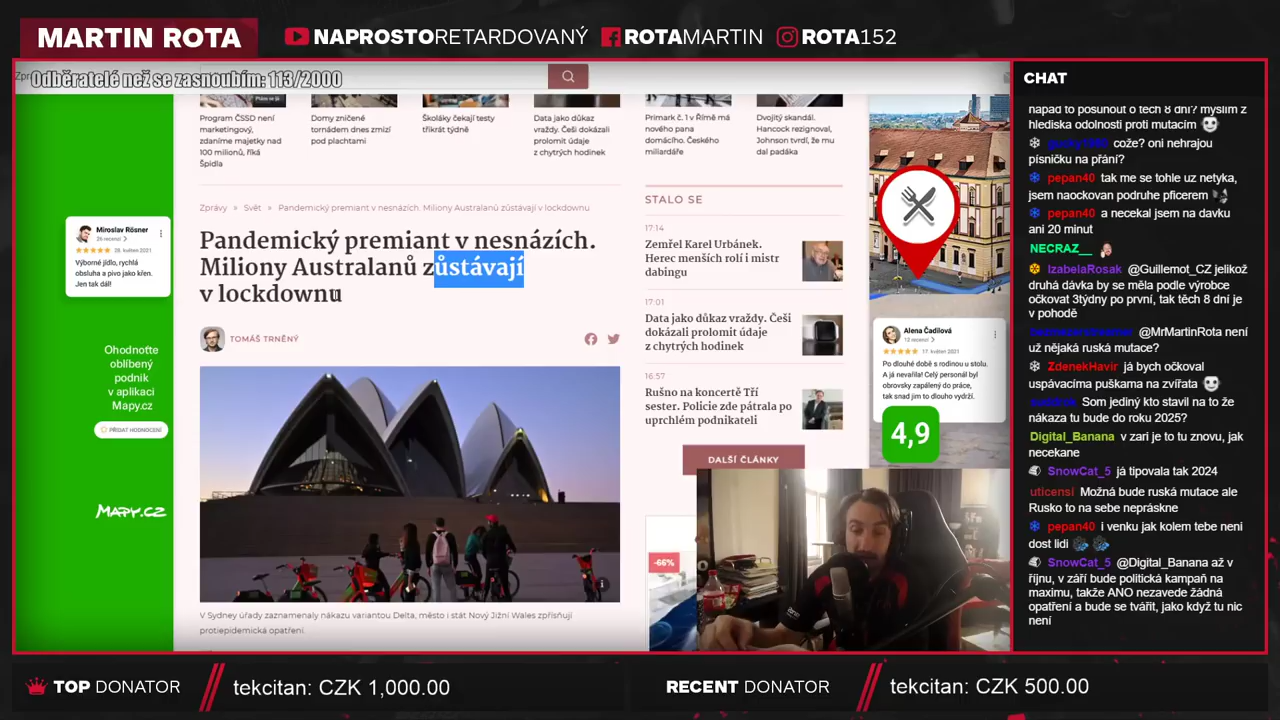 MARTIN ROTA
NAPROSTORETARDOVANÝ
ROTAMARTIN
ROTA152
Odběratelé než se zasnoubím: 113/2000
Program ČSSD není
marketingový,
zdaníme majetky nad
100 milionů, říká
Špidla
Domy zničené
tornádem dnes zmizí
pod plachtami
Školáky čekají testy
třikrát týdně
Data jako důkaz
vraždy. Češi dokázali
prolomit údaje
z chytrých hodinek
Primark č. 1 v Římě má
nového pana
domácího. Českého
miliardáře
Dvojitý skandál.
Hancock rezignoval,
Johnson tvrdí, že mu
dal padáka
Zprávy » Svět » Pandemický premiant v nesnázích. Miliony Australanů zůstávají v lockdownu
Pandemický premiant v nesnázích.
Miliony Australanů zůstávají
v lockdownu
TOMÁŠ TRNĚNÝ
V Sydney úřady zaznamenaly nákazu variantou Delta, město i stát Nový Jižní Wales zpřísňují
protiepidemická opatření.
STALO SE
17:14
Zemřel Karel Urbánek.
Herec menších rolí i mistr
dabingu
17:01
Data jako důkaz vraždy. Češi
dokázali prolomit údaje
z chytrých hodinek
16:57
Rušno na koncertě Tří
sester. Policie zde pátrala po
uprchlém podnikateli
DALŠÍ ČLÁNKY
-66%
Miroslav Rösner
26 recenzí
28. květen 2021
Výborné jídlo, rychlá
obsluha a pivo jako křen.
Jen tak dál!
Ohodnoťte
oblíbený
podnik
v aplikaci
Mapy.cz
PŘIDAT HODNOCENÍ
MAPY.CZ
Alena Čadilová
12 recenzí
17. květen 2021
Po dlouhé době s rodinou u stolu.
A já nevařila! Celý personál byl
obrovsky zapálený do práce,
tak snad jim to dlouho vydrží.
4,9
CHAT
nápad to posunout o těch 8 dní? myslím z
hlediska odolnosti proti mutacím
cože? oni nehrajou
písničku na přání?
pepan40 tak me se tohle uz netyka,
jsem naockovan podruhe pficerem
pepan40 a necekal jsem na davku
ani 20 minut
NECRAZ__
IzabelaRosak @Guillemot_CZ jelikož
druhá dávka by se měla podle výrobce
očkovat 3týdny po první, tak těch 8 dní je
v pohodě
@MrMartinRota není
už nějaká ruská mutace?
ZdenekHavir já bych očkoval
uspávacíma puškama na zvířata
Som jediný kto stavil na to že
nákaza tu bude do roku 2025?
Digital_Banana v zari je to tu znovu, jak
necekane
SnowCat_5 já tipovala tak 2024
uticensi Možná bude ruská mutace ale
Rusko to na sebe nepráskne
pepan40 i venku jak kolem tebe neni
dost lidi
SnowCat_5 @Digital_Banana až v
říjnu, v září bude politická kampaň na
maximu, takže ANO nezavede žádná
opatření a bude se tvářit, jako když tu nic
není
TOP DONATOR
tekcitan: CZK 1,000.00
RECENT DONATOR
tekcitan: CZK 500.00